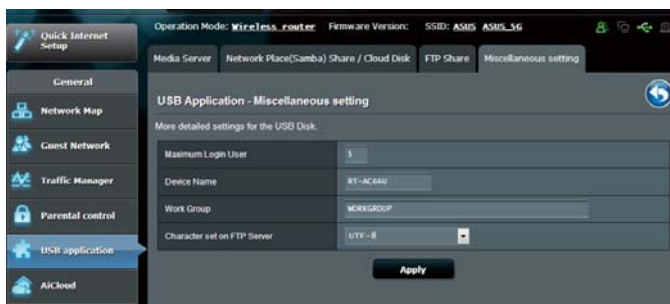 Quick Internet Setup
Operation Mode: Wireless router Firmware Version: SSID: ASUS ASUS_5G
Media Server Network Place(Samba) Share / Cloud Disk FTP Share Miscellaneous setting
General
Network Map
Guest Network
Traffic Manager
Parental control
USB application
AiCloud
USB Application - Miscellaneous setting
More detailed settings for the USB Disk.
Maximum Login User 5
Device Name RT-AC66U
Work Group WORKGROUP
Character set on FTP Server UTF-8
Apply